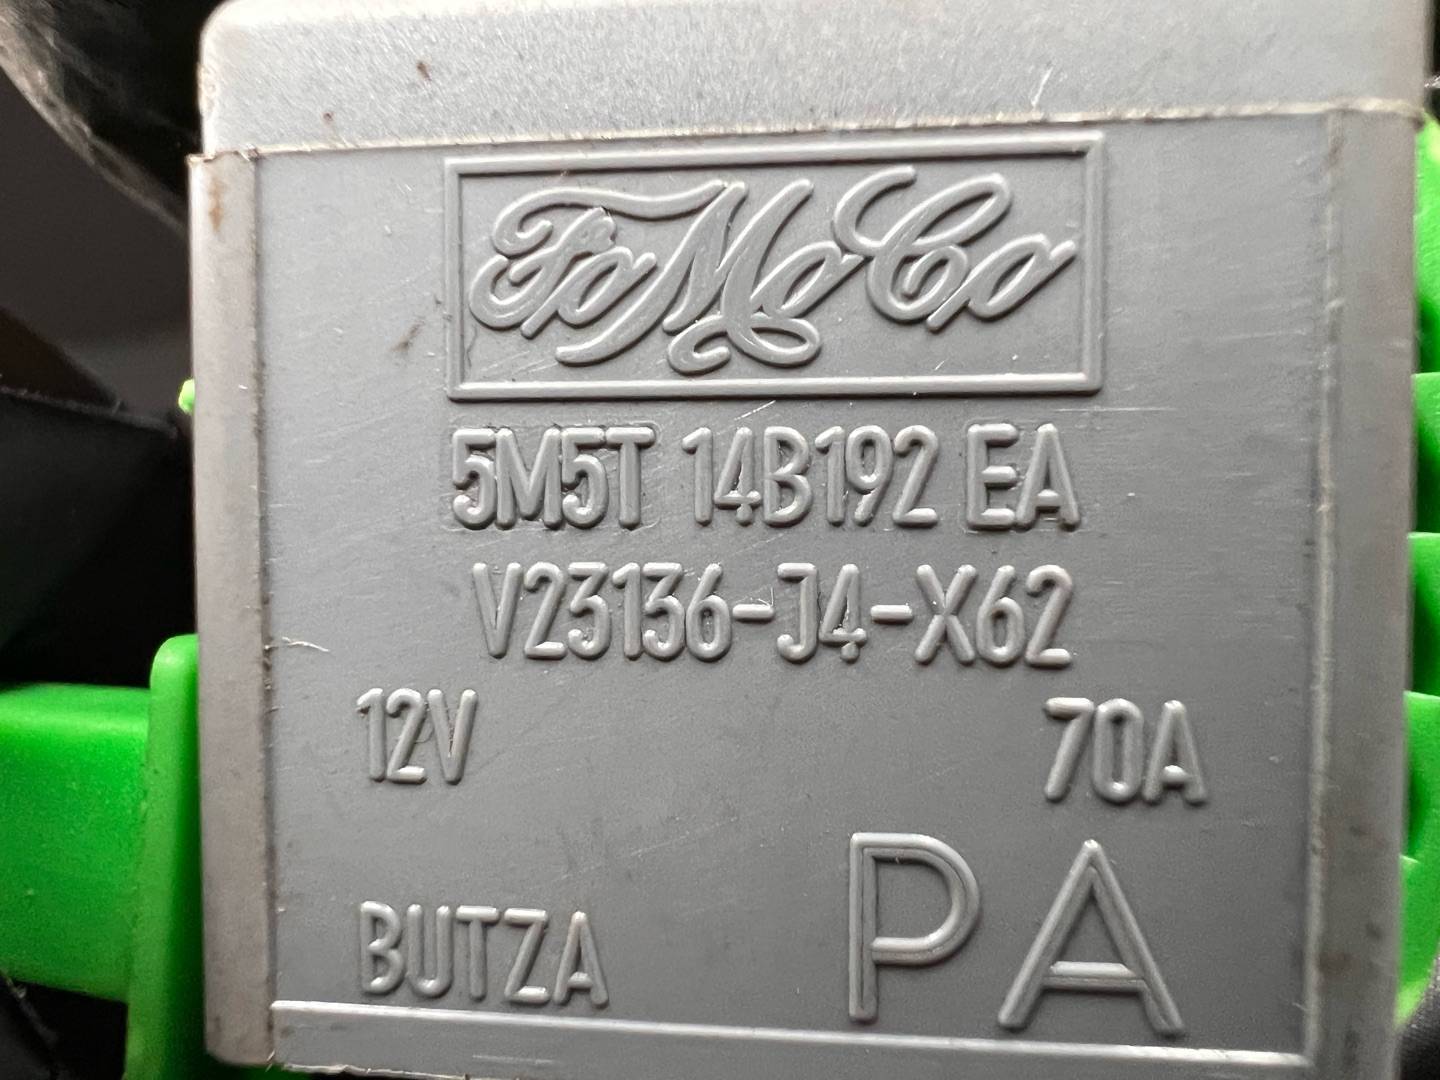 FoMoCo
5M5T 14B192 EA
V23136-J4-X62
12V 70A
BUTZA PA